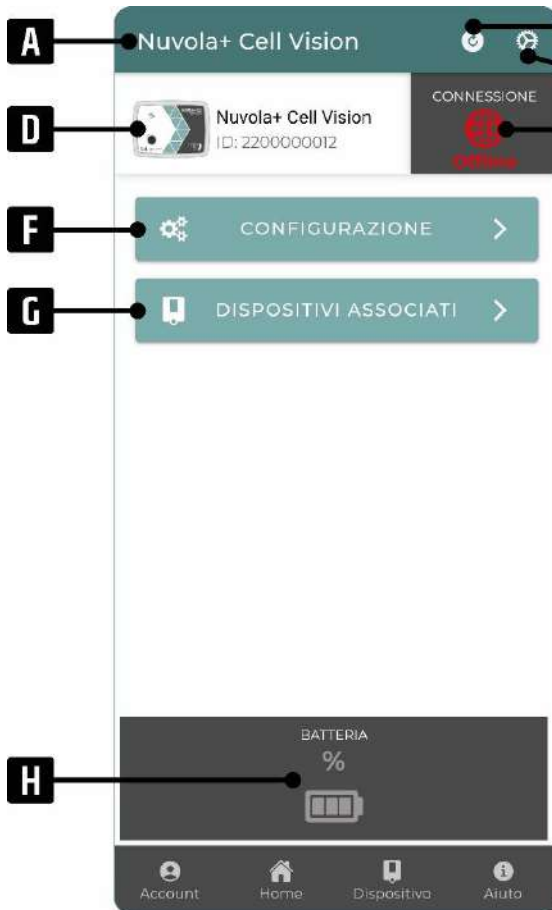 A
Nuvola+ Cell Vision
D
Nuvola+ Cell Vision
ID: 2200000012
CONNESSIONE
Offline
F
CONFIGURAZIONE
G
DISPOSITIVI ASSOCIATI
H
BATTERIA
%
Account
Home
Dispositivo
Aiuto